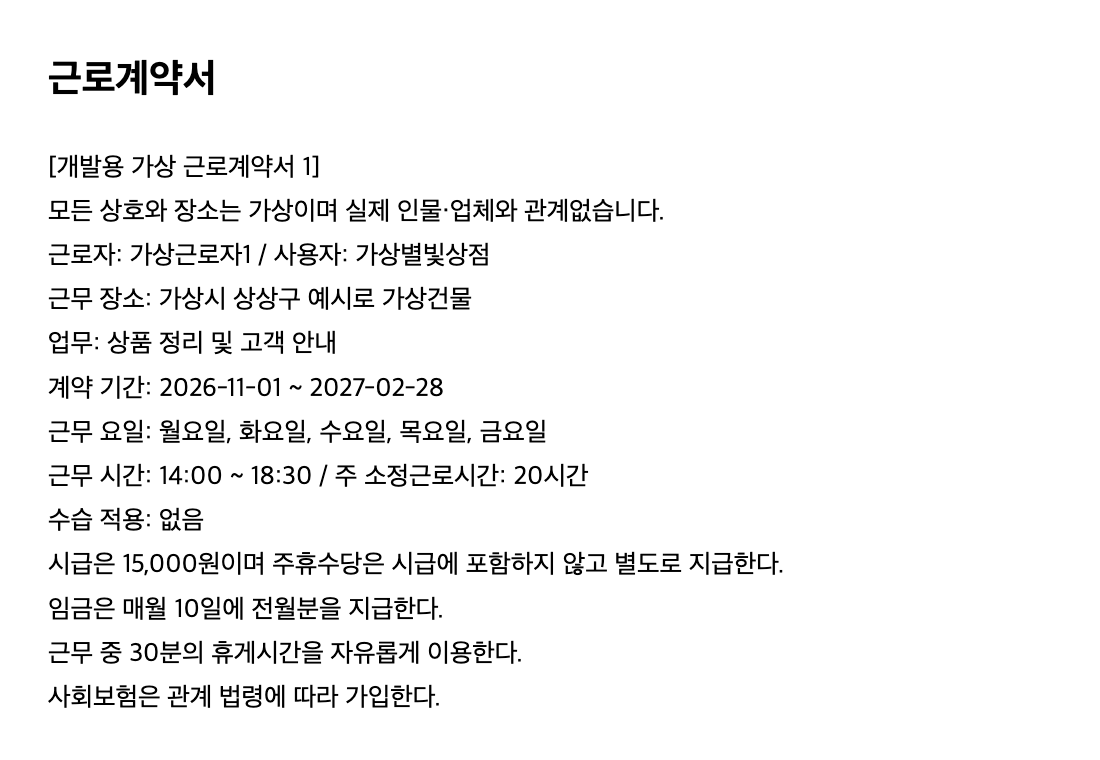 근로계약서
[개발용 가상 근로계약서 1]
모든 상호와 장소는 가상이며 실제 인물·업체와 관계없습니다.
근로자: 가상근로자1 / 사용자: 가상별빛상점
근무 장소: 가상시 상상구 예시로 가상건물
업무: 상품 정리 및 고객 안내
계약 기간: 2026-11-01 ~ 2027-02-28
근무 요일: 월요일, 화요일, 수요일, 목요일, 금요일
근무 시간: 14:00 ~ 18:30 / 주 소정근로시간: 20시간
수습 적용: 없음
시급은 15,000원이며 주휴수당은 시급에 포함하지 않고 별도로 지급한다.
임금은 매월 10일에 전월분을 지급한다.
근무 중 30분의 휴게시간을 자유롭게 이용한다.
사회보험은 관계 법령에 따라 가입한다.